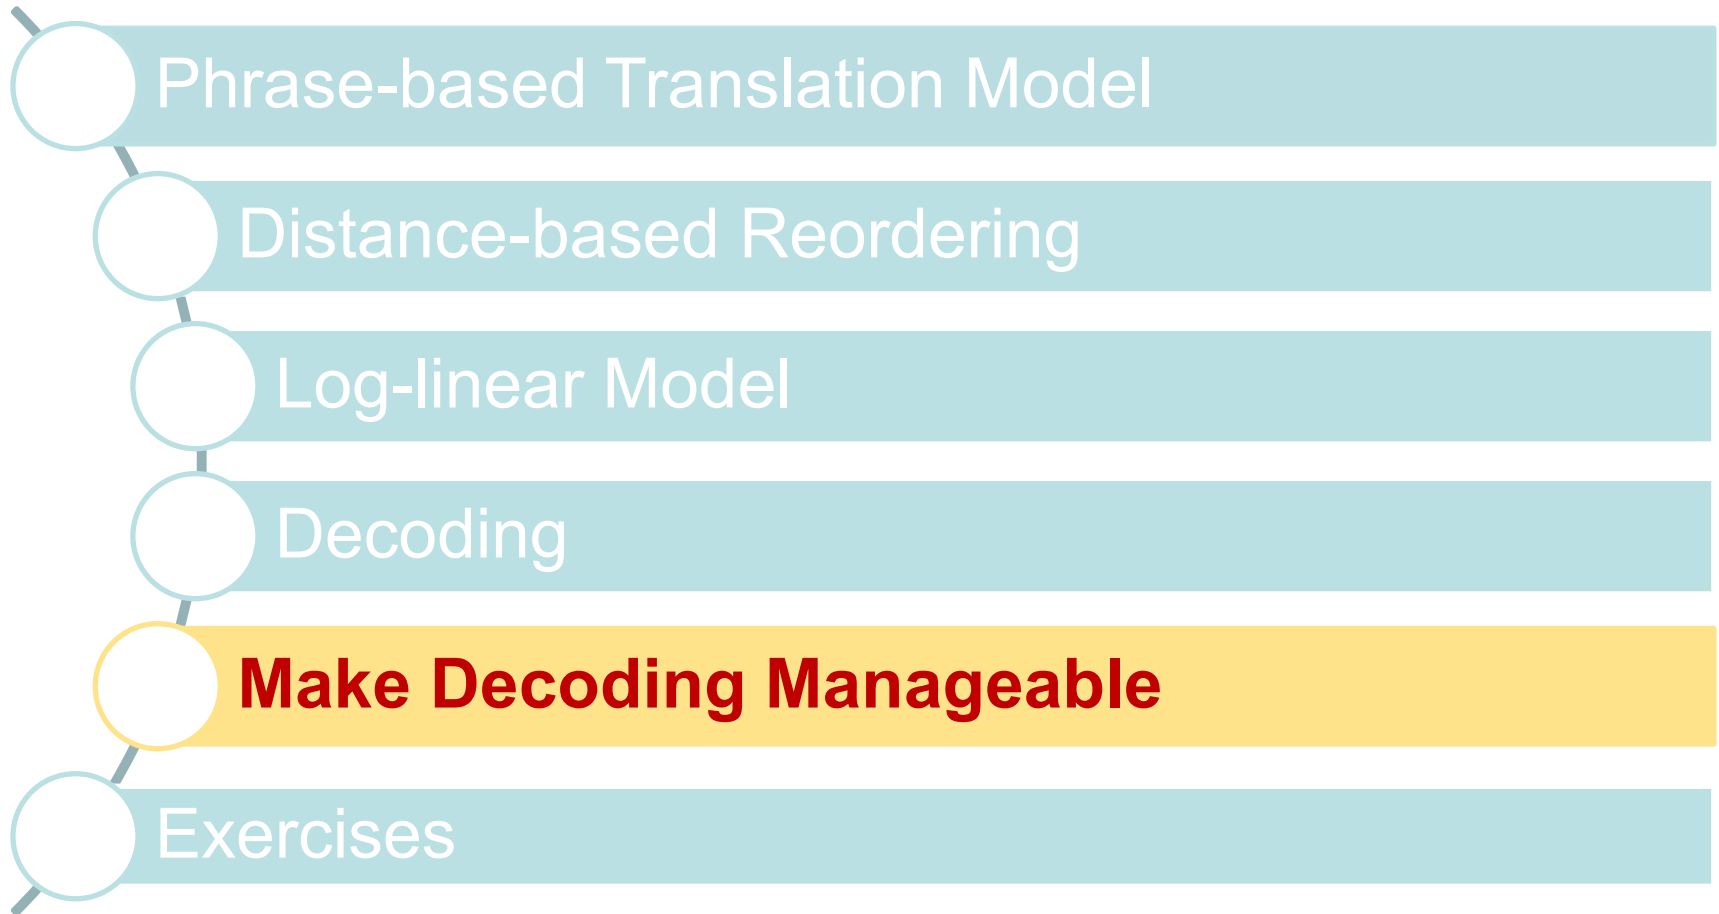 Phrase-based Translation Model
Distance-based Reordering
Log-linear Model
Decoding
Make Decoding Manageable
Exercises